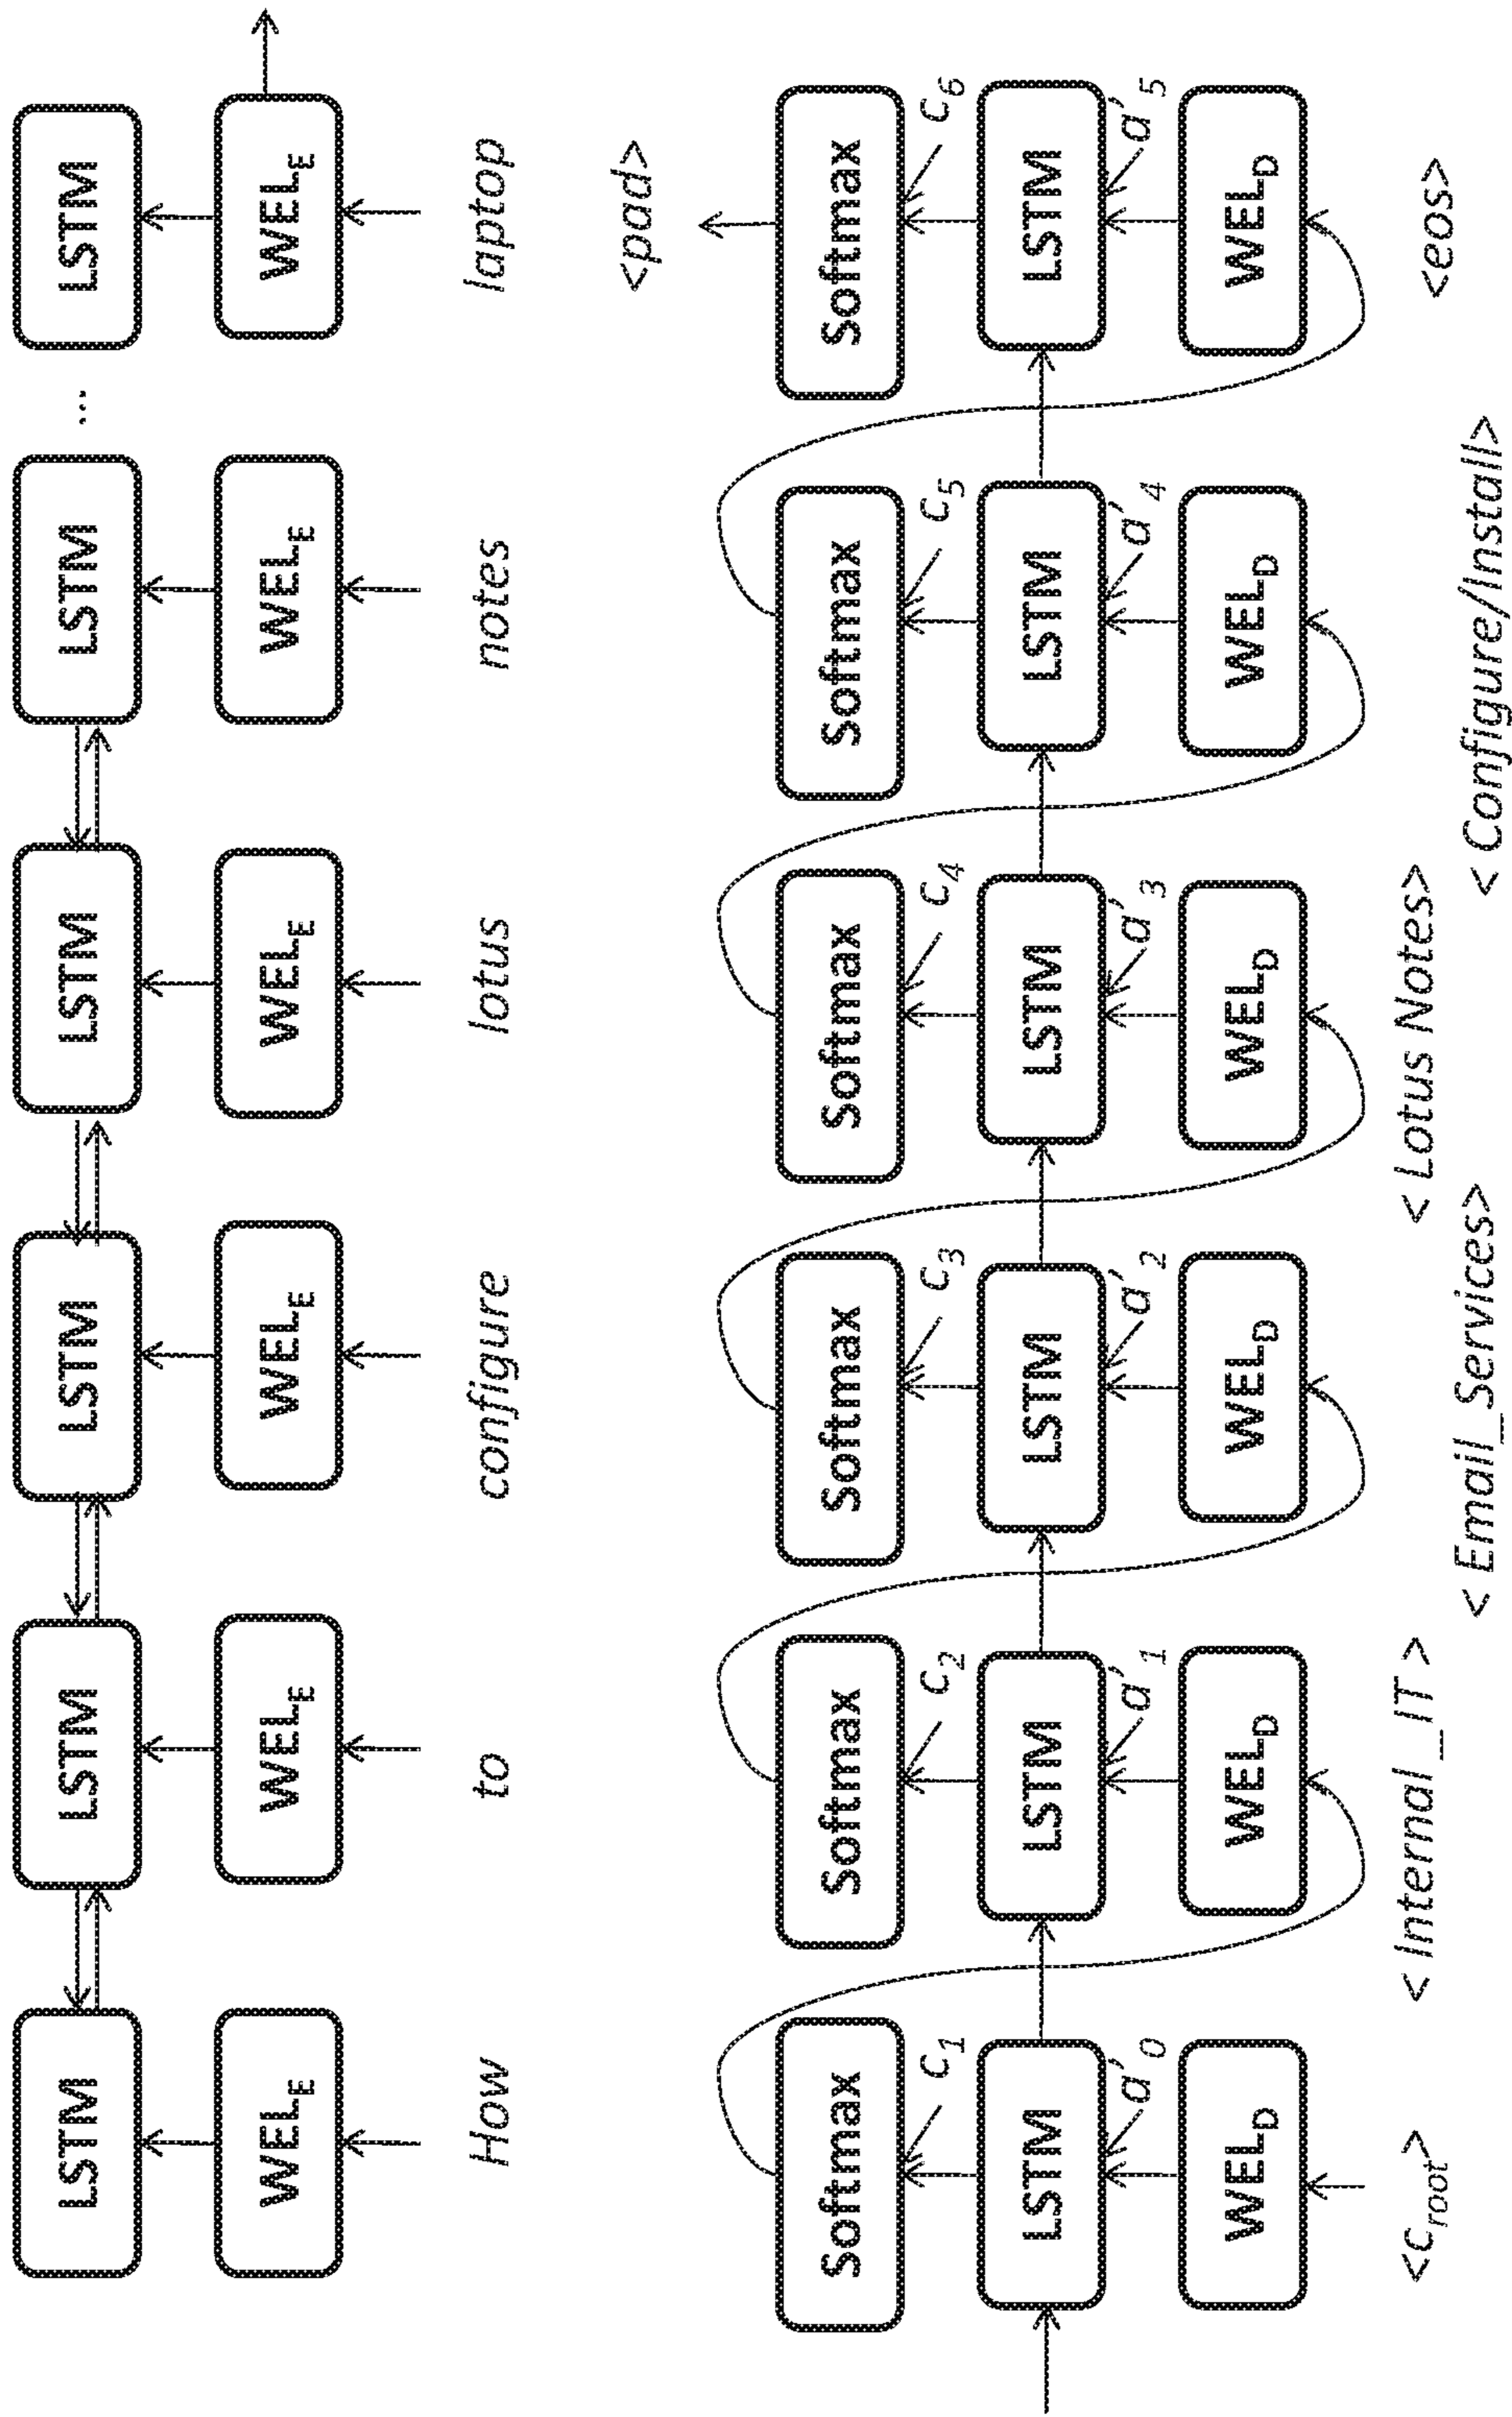 LSTM LSTM LSTM LSTM LSTM ... LSTM
WEL_E WEL_E WEL_E WEL_E WEL_E WEL_E
How to configure lotus notes laptop
<pad>
Softmax Softmax Softmax Softmax Softmax Softmax
c_1 c_2 c_3 c_4 c_5 c_6
LSTM LSTM LSTM LSTM LSTM LSTM
a'_0 a'_1 a'_2 a'_3 a'_4 a'_5
WEL_D WEL_D WEL_D WEL_D WEL_D WEL_D
<c_root> < Internal_IT > < Lotus Notes> <eos>
< Email_Services> < Configure/Install>